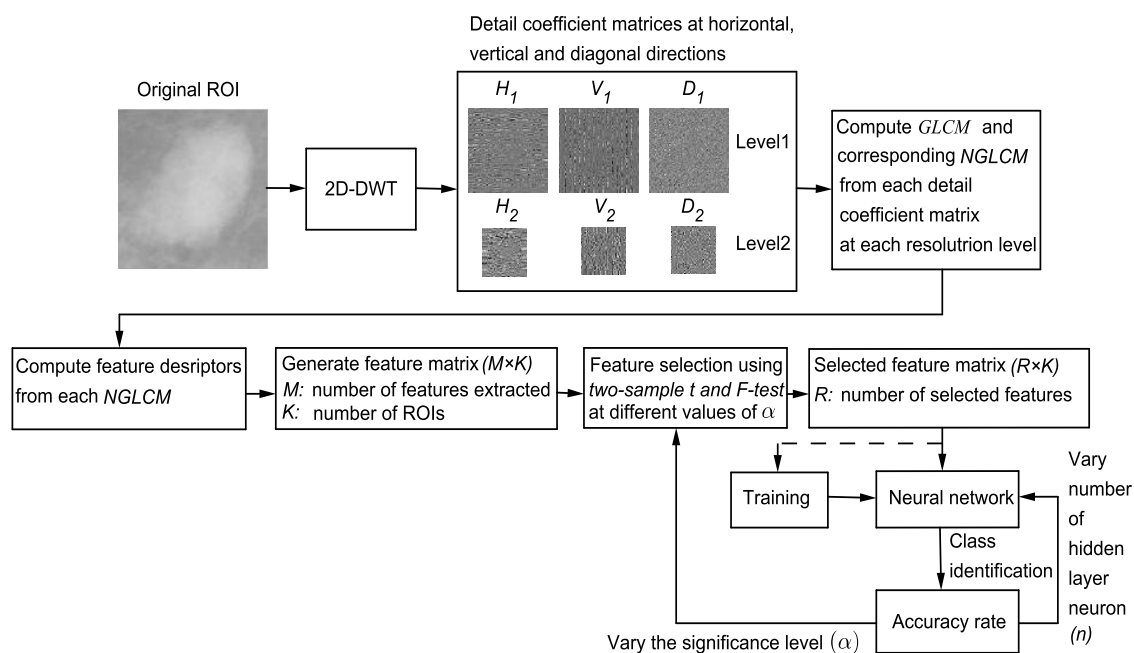 Detail coefficient matrices at horizontal,
vertical and diagonal directions
Original ROI
H1 V1 D1
Level1
2D-DWT
H2 V2 D2
Level2
Compute GLCM and
corresponding NGLCM
from each detail
coefficient matrix
at each resolutrion level
Compute feature desriptors
from each NGLCM
Generate feature matrix (M×K)
M: number of features extracted
K: number of ROIs
Feature selection using
two-sample t and F-test
at different values of α
Selected feature matrix (R×K)
R: number of selected features
Training
Neural network
Vary
number
of
hidden
layer
neuron
(n)
Class
identification
Accuracy rate
Vary the significance level (α)